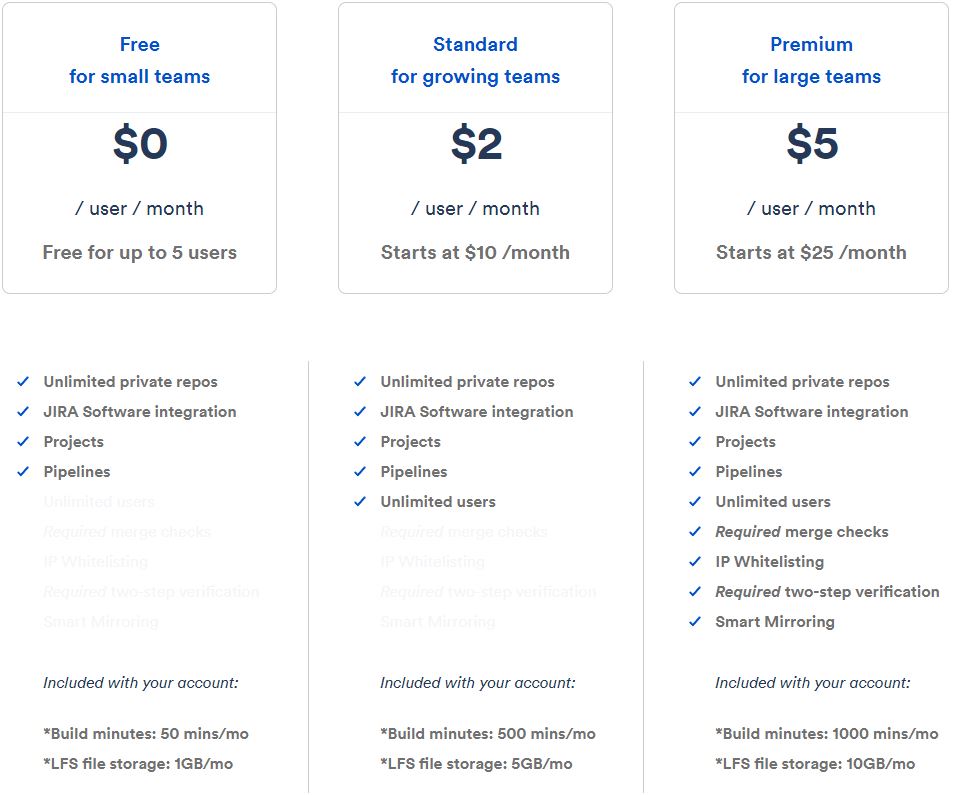 Free
for small teams
$0
/ user / month
Free for up to 5 users
Standard
for growing teams
$2
/ user / month
Starts at $10 /month
Premium
for large teams
$5
/ user / month
Starts at $25 /month
Unlimited private repos
JIRA Software integration
Projects
Pipelines
Unlimited users
Required merge checks
IP Whitelisting
Required two-step verification
Smart Mirroring
Included with your account:
*Build minutes: 50 mins/mo
*LFS file storage: 1GB/mo
Unlimited private repos
JIRA Software integration
Projects
Pipelines
Unlimited users
Required merge checks
IP Whitelisting
Required two-step verification
Smart Mirroring
Included with your account:
*Build minutes: 500 mins/mo
*LFS file storage: 5GB/mo
Unlimited private repos
JIRA Software integration
Projects
Pipelines
Unlimited users
Required merge checks
IP Whitelisting
Required two-step verification
Smart Mirroring
Included with your account:
*Build minutes: 1000 mins/mo
*LFS file storage: 10GB/mo